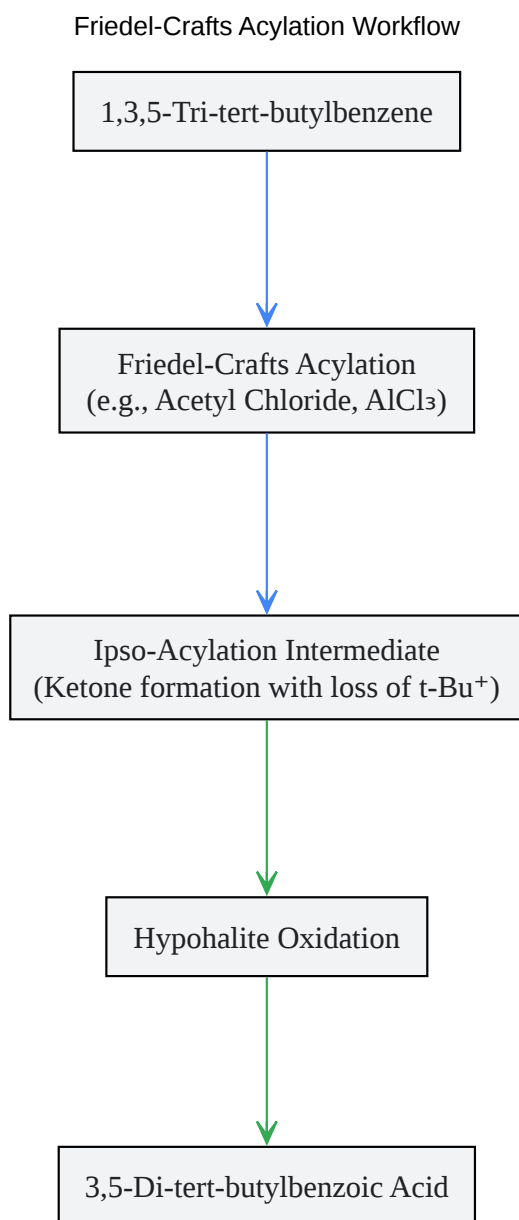 Friedel-Crafts Acylation Workflow
1,3,5-Tri-tert-butylbenzene
Friedel-Crafts Acylation
(e.g., Acetyl Chloride, AlCl₃)
Ipso-Acylation Intermediate
(Ketone formation with loss of t-Bu⁺)
Hypohalite Oxidation
3,5-Di-tert-butylbenzoic Acid